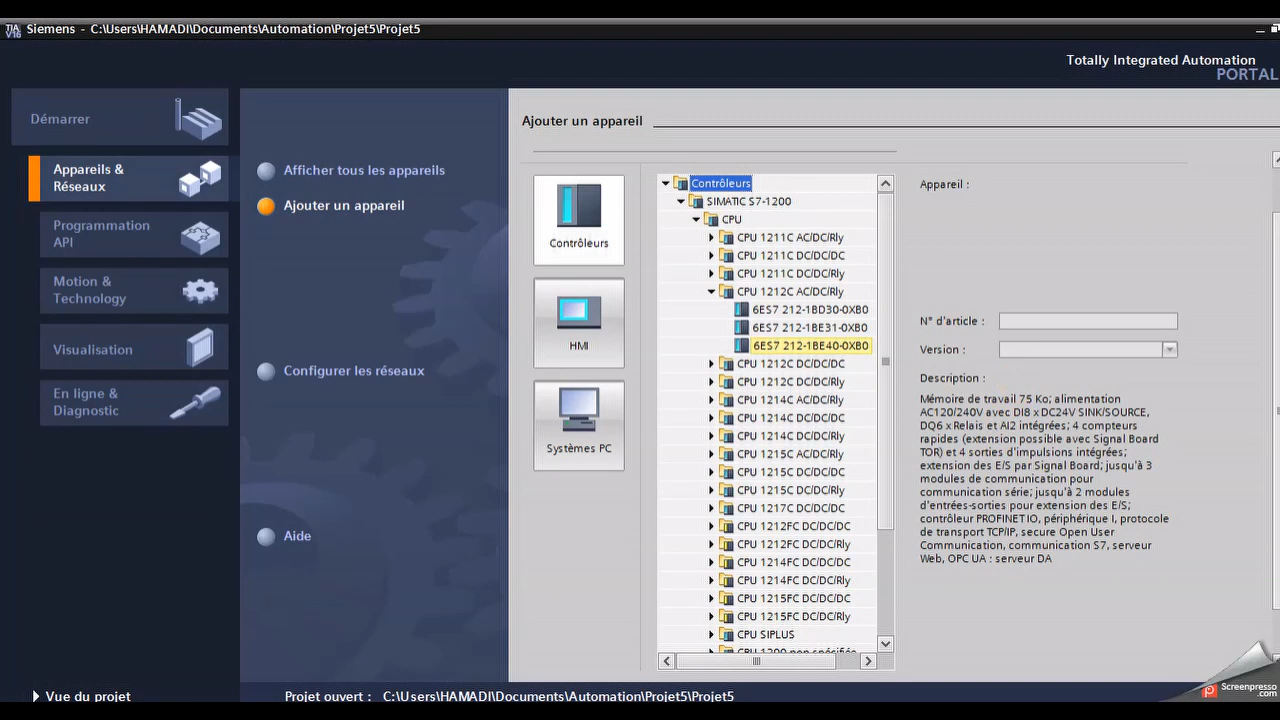 TIA
V16
Siemens - C:\Users\HAMADI\Documents\Automation\Projet5\Projet5
Totally Integrated Automation
PORTAL
Démarrer
Appareils &
Réseaux
Programmation
API
Motion &
Technology
Visualisation
En ligne &
Diagnostic
Afficher tous les appareils
Ajouter un appareil
Configurer les réseaux
Aide
Ajouter un appareil
Contrôleurs
HMI
Systèmes PC
Contrôleurs
SIMATIC S7-1200
CPU
CPU 1211C AC/DC/Rly
CPU 1211C DC/DC/DC
CPU 1211C DC/DC/Rly
CPU 1212C AC/DC/Rly
6ES7 212-1BD30-0XB0
6ES7 212-1BE31-0XB0
6ES7 212-1BE40-0XB0
CPU 1212C DC/DC/DC
CPU 1212C DC/DC/Rly
CPU 1214C AC/DC/Rly
CPU 1214C DC/DC/DC
CPU 1214C DC/DC/Rly
CPU 1215C AC/DC/Rly
CPU 1215C DC/DC/DC
CPU 1215C DC/DC/Rly
CPU 1217C DC/DC/DC
CPU 1212FC DC/DC/DC
CPU 1212FC DC/DC/Rly
CPU 1214FC DC/DC/DC
CPU 1214FC DC/DC/Rly
CPU 1215FC DC/DC/DC
CPU 1215FC DC/DC/Rly
CPU SIPLUS
CPU 1200 non spécifiée
Appareil :
N° d'article :
Version :
Description :
Mémoire de travail 75 Ko; alimentation
AC120/240V avec DI8 x DC24V SINK/SOURCE,
DQ6 x Relais et AI2 intégrées; 4 compteurs
rapides (extension possible avec Signal Board
TOR) et 4 sorties d'impulsions intégrées;
extension des E/S par Signal Board; jusqu'à 3
modules de communication pour
communication série; jusqu'à 2 modules
d'entrées-sorties pour extension des E/S;
contrôleur PROFINET IO, périphérique I, protocole
de transport TCP/IP, secure Open User
Communication, communication S7, serveur
Web, OPC UA : serveur DA
Vue du projet
Projet ouvert : C:\Users\HAMADI\Documents\Automation\Projet5\Projet5
Screenpresso
.com